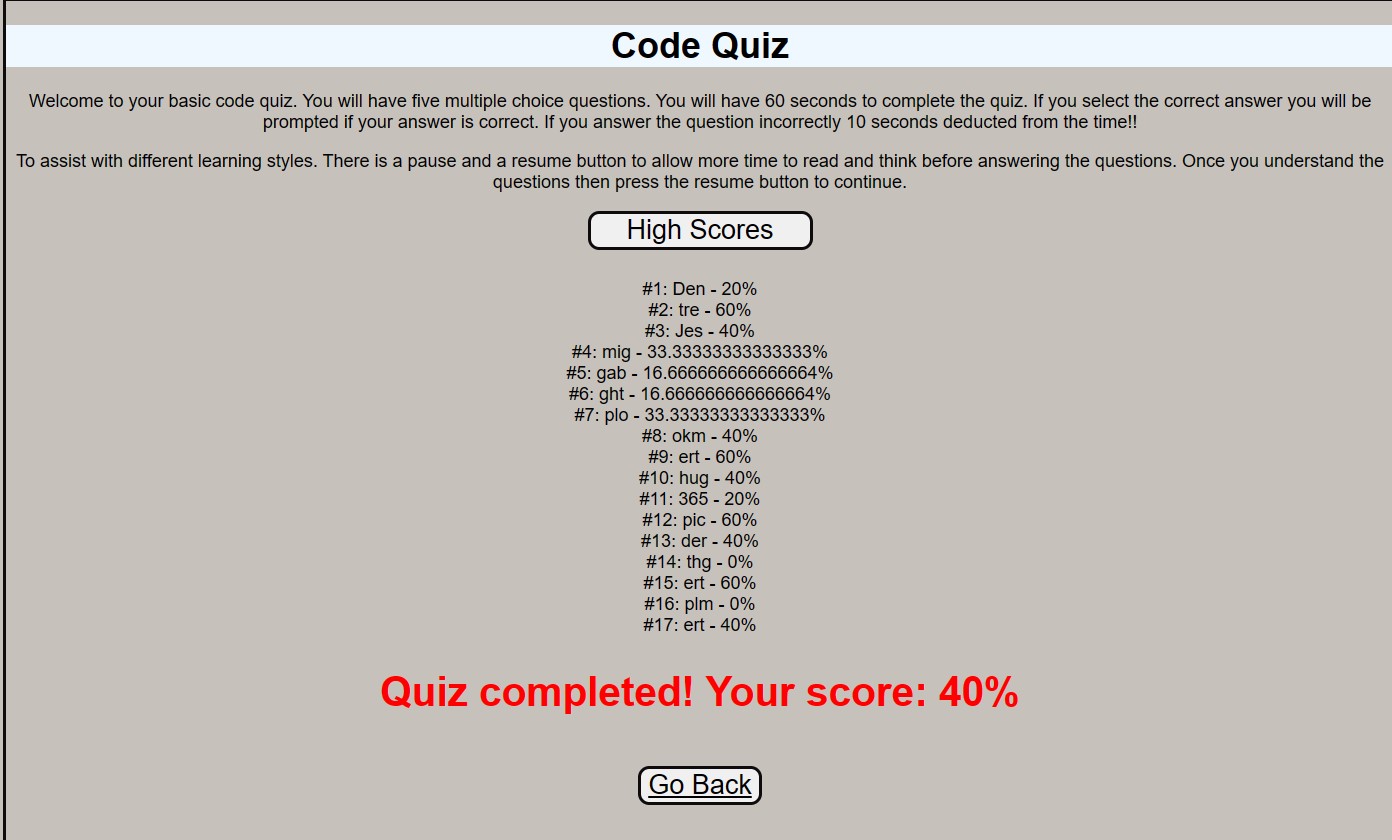 Code Quiz
Welcome to your basic code quiz. You will have five multiple choice questions. You will have 60 seconds to complete the quiz. If you select the correct answer you will be
prompted if your answer is correct. If you answer the question incorrectly 10 seconds deducted from the time!!
To assist with different learning styles. There is a pause and a resume button to allow more time to read and think before answering the questions. Once you understand the
questions then press the resume button to continue.
High Scores
#1: Den - 20%
#2: tre - 60%
#3: Jes - 40%
#4: mig - 33.33333333333333%
#5: gab - 16.666666666666664%
#6: ght - 16.666666666666664%
#7: plo - 33.33333333333333%
#8: okm - 40%
#9: ert - 60%
#10: hug - 40%
#11: 365 - 20%
#12: pic - 60%
#13: der - 40%
#14: thg - 0%
#15: ert - 60%
#16: plm - 0%
#17: ert - 40%
Quiz completed! Your score: 40%
Go Back